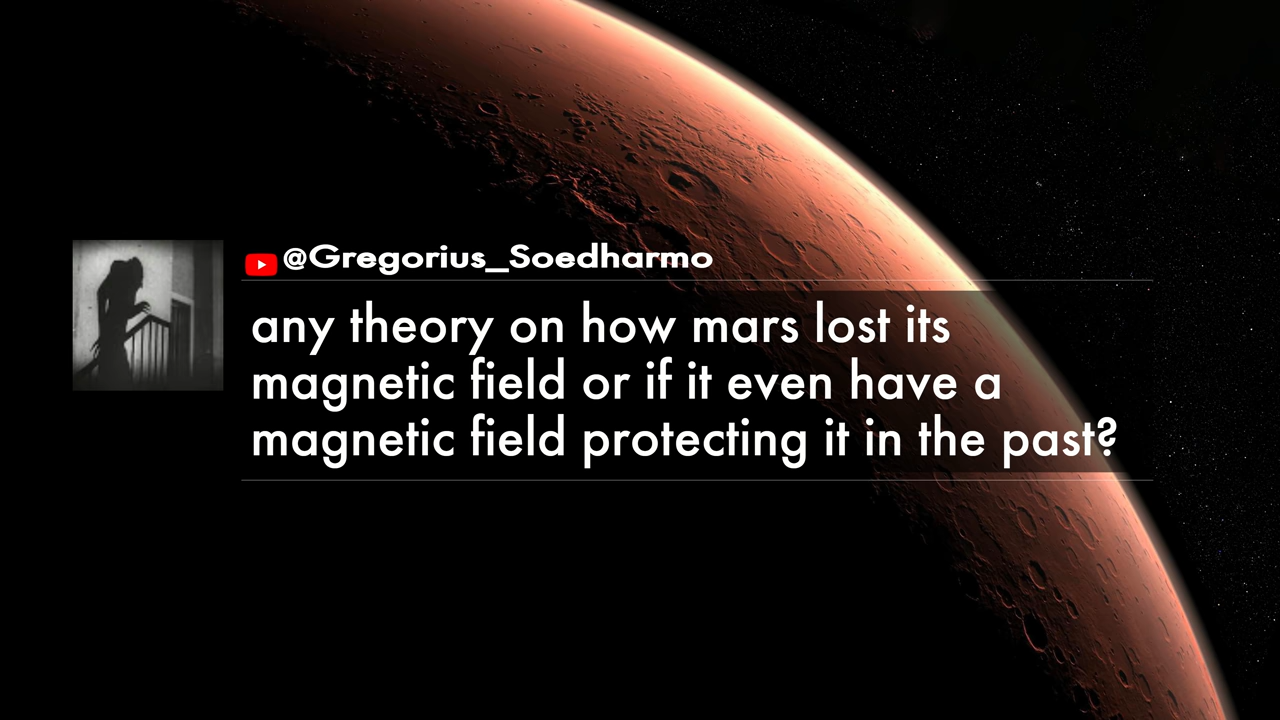 @Gregorius_Soedharmo
any theory on how mars lost its
magnetic field or if it even have a
magnetic field protecting it in the past?